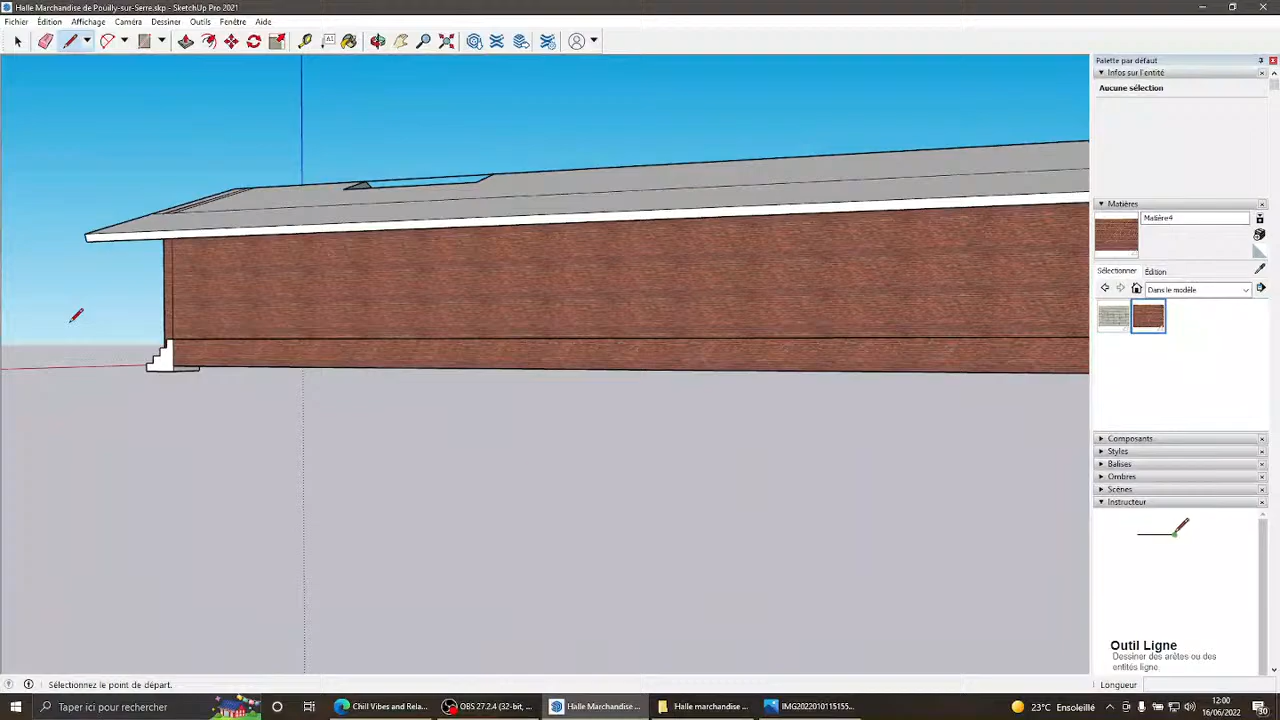 Halle Marchandise de Pouilly-sur-Serre.skp - SketchUp Pro 2021
Fichier Édition Affichage Caméra Dessiner Outils Fenêtre Aide
Palette par défaut
Infos sur l'entité
Aucune sélection
Matières
Matière4
Sélectionner Édition
Dans le modèle
Composants
Styles
Balises
Ombres
Scènes
Instructeur
Outil Ligne
Dessiner des arêtes ou des
entités ligne.
Sélectionnez le point de départ.
Longueur
Taper ici pour rechercher
Chill Vibes and Rela...
OBS 27.2.4 (32-bit, ...
Halle Marchandise ...
Halle marchandise ...
IMG20220101151535...
23°C Ensoleillé
12:00
16/06/2022